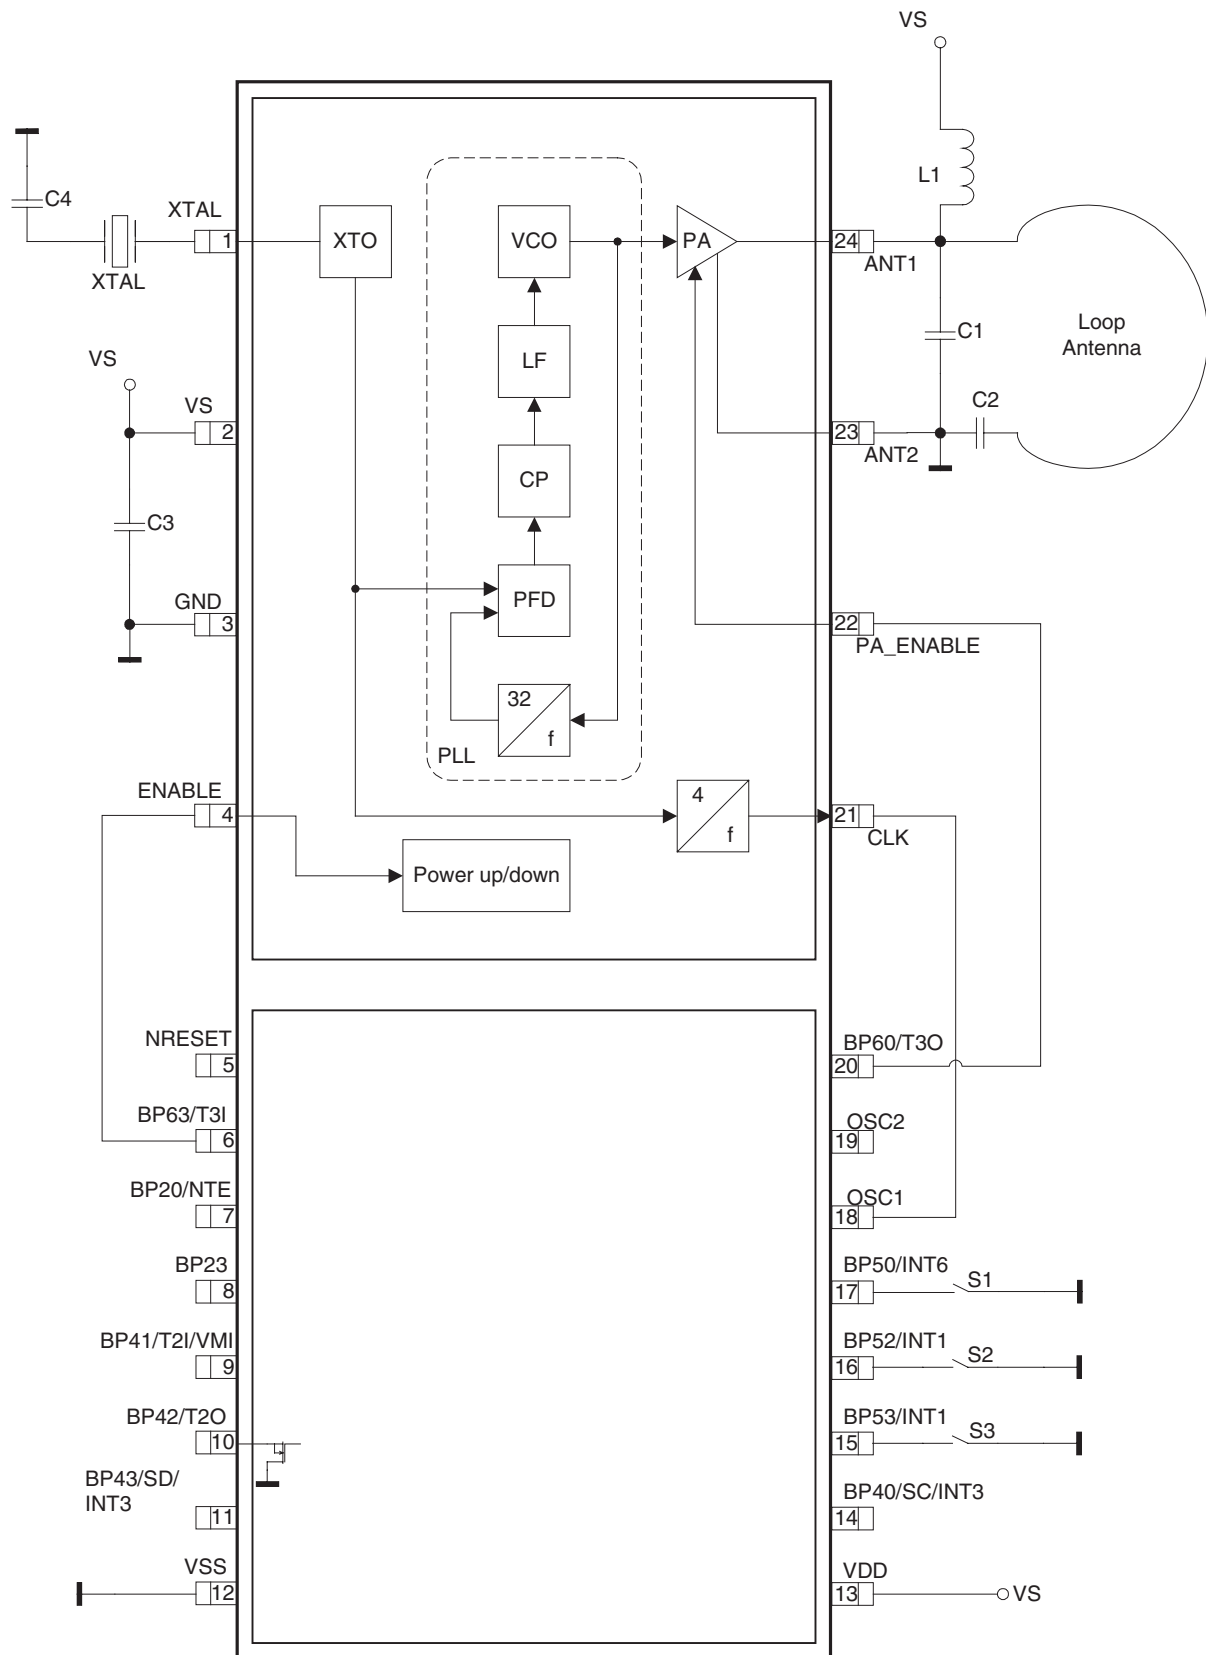 VS
L1
C4
XTAL
1
XTAL
XTO
VCO
PA
24
ANT1
LF
C1
Loop
Antenna
VS
VS
2
C2
23
ANT2
CP
C3
PFD
GND
3
22
PA_ENABLE
32
f
PLL
ENABLE
4
4
f
21
CLK
Power up/down
NRESET
5
BP60/T3O
20
BP63/T3I
6
OSC2
19
BP20/NTE
7
OSC1
18
BP23
8
BP50/INT6
17
S1
BP41/T2I/VMI
9
BP52/INT1
16
S2
BP42/T2O
10
BP53/INT1
15
S3
BP43/SD/
INT3
11
BP40/SC/INT3
14
VSS
12
VDD
13
VS